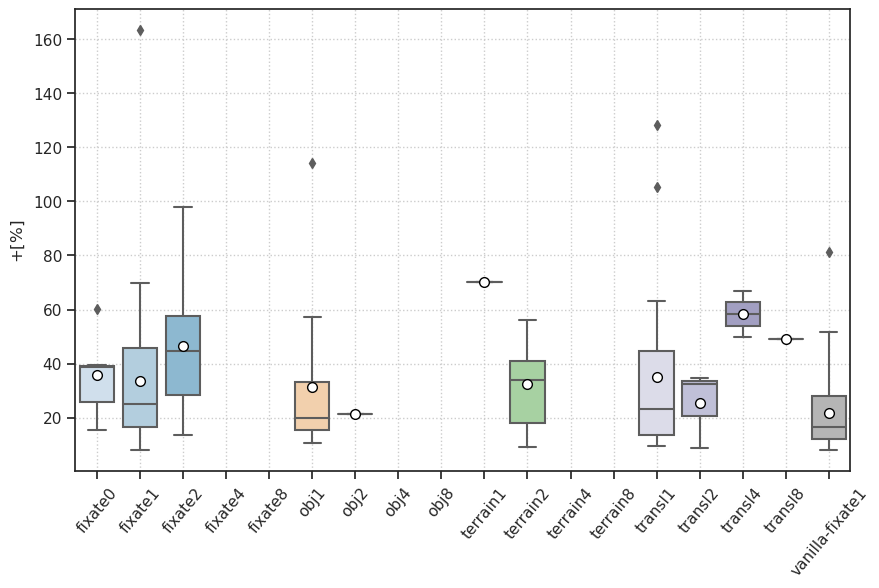 +[%]
160
140
120
100
80
60
40
20
fixate0
fixate1
fixate2
fixate4
fixate8
obj1
obj2
obj4
obj8
terrain1
terrain2
terrain4
terrain8
transl1
transl2
transl4
transl8
vanilla-fixate1